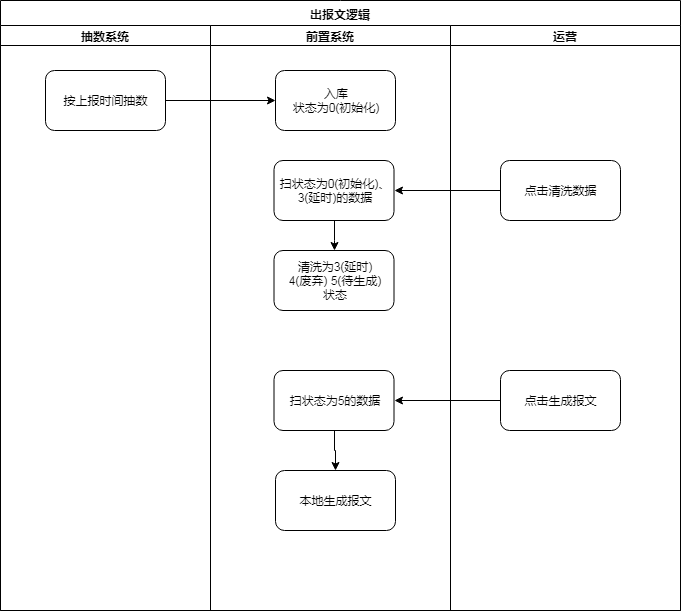 出报文逻辑
抽数系统
前置系统
运营
按上报时间抽数
入库
状态为0(初始化)
扫状态为0(初始化)、
3(延时)的数据
点击清洗数据
清洗为3(延时)
4(废弃) 5(待生成)
状态
扫状态为5的数据
点击生成报文
本地生成报文